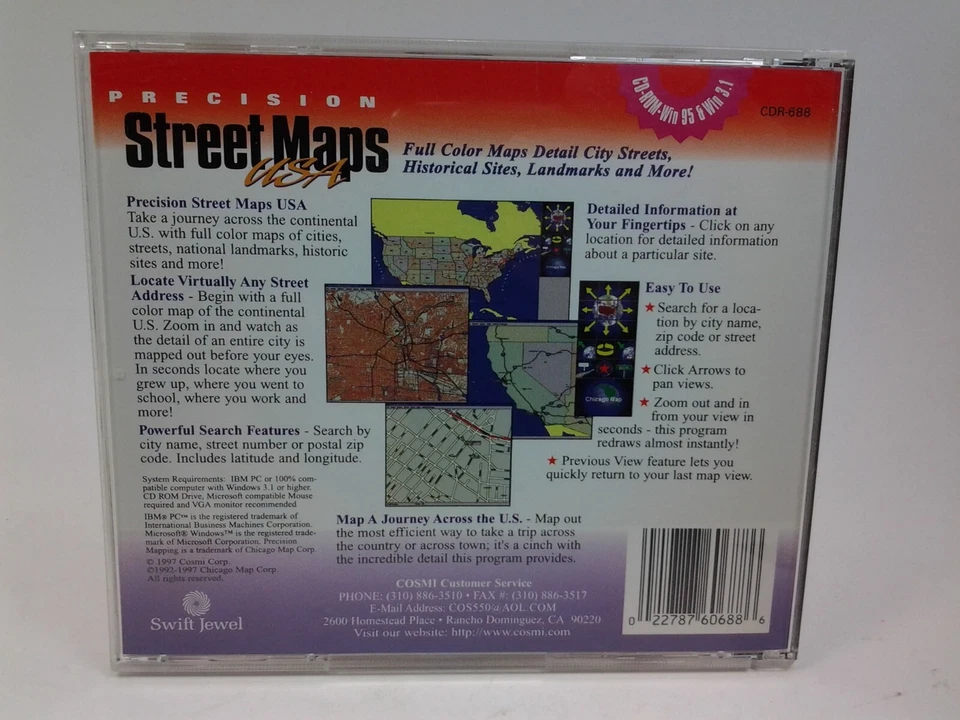 PRECISION
Street Maps
USA
CD-ROM-Win 95 & Win 3.1
CDR-688
Full Color Maps Detail City Streets,
Historical Sites, Landmarks and More!
Precision Street Maps USA
Take a journey across the continental
U.S. with full color maps of cities,
streets, national landmarks, historic
sites and more!
Locate Virtually Any Street
Address - Begin with a full
color map of the continental
U.S. Zoom in and watch as
the detail of an entire city is
mapped out before your eyes.
In seconds locate where you
grew up, where you went to
school, where you work and
more!
Powerful Search Features - Search by
city name, street number or postal zip
code. Includes latitude and longitude.
System Requirements: IBM PC or 100% com-
patible computer with Windows 3.1 or higher.
CD ROM Drive, Microsoft compatible Mouse
required and VGA monitor recommended
IBM® PC™ is the registered trademark of
International Business Machines Corporation.
Microsoft® Windows™ is the registered trade-
mark of Microsoft Corporation. Precision
Mapping is a trademark of Chicago Map Corp.
© 1997 Cosmi Corp.
©1992-1997 Chicago Map Corp.
All rights reserved.
Swift Jewel
Detailed Information at
Your Fingertips - Click on any
location for detailed information
about a particular site.
Easy To Use
★ Search for a loca-
tion by city name,
zip code or street
address.
★ Click Arrows to
pan views.
★ Zoom out and in
from your view in
seconds - this program
redraws almost instantly!
★ Previous View feature lets you
quickly return to your last map view.
Chicago Map
Map A Journey Across the U.S. - Map out
the most efficient way to take a trip across
the country or across town; it's a cinch with
the incredible detail this program provides.
COSMI Customer Service
PHONE: (310) 886-3510 • FAX #: (310) 886-3517
E-Mail Address: COS550@AOL.COM
2600 Homestead Place • Rancho Dominguez, CA 90220
Visit our website: http://www.cosmi.com
0 22787 60688 6